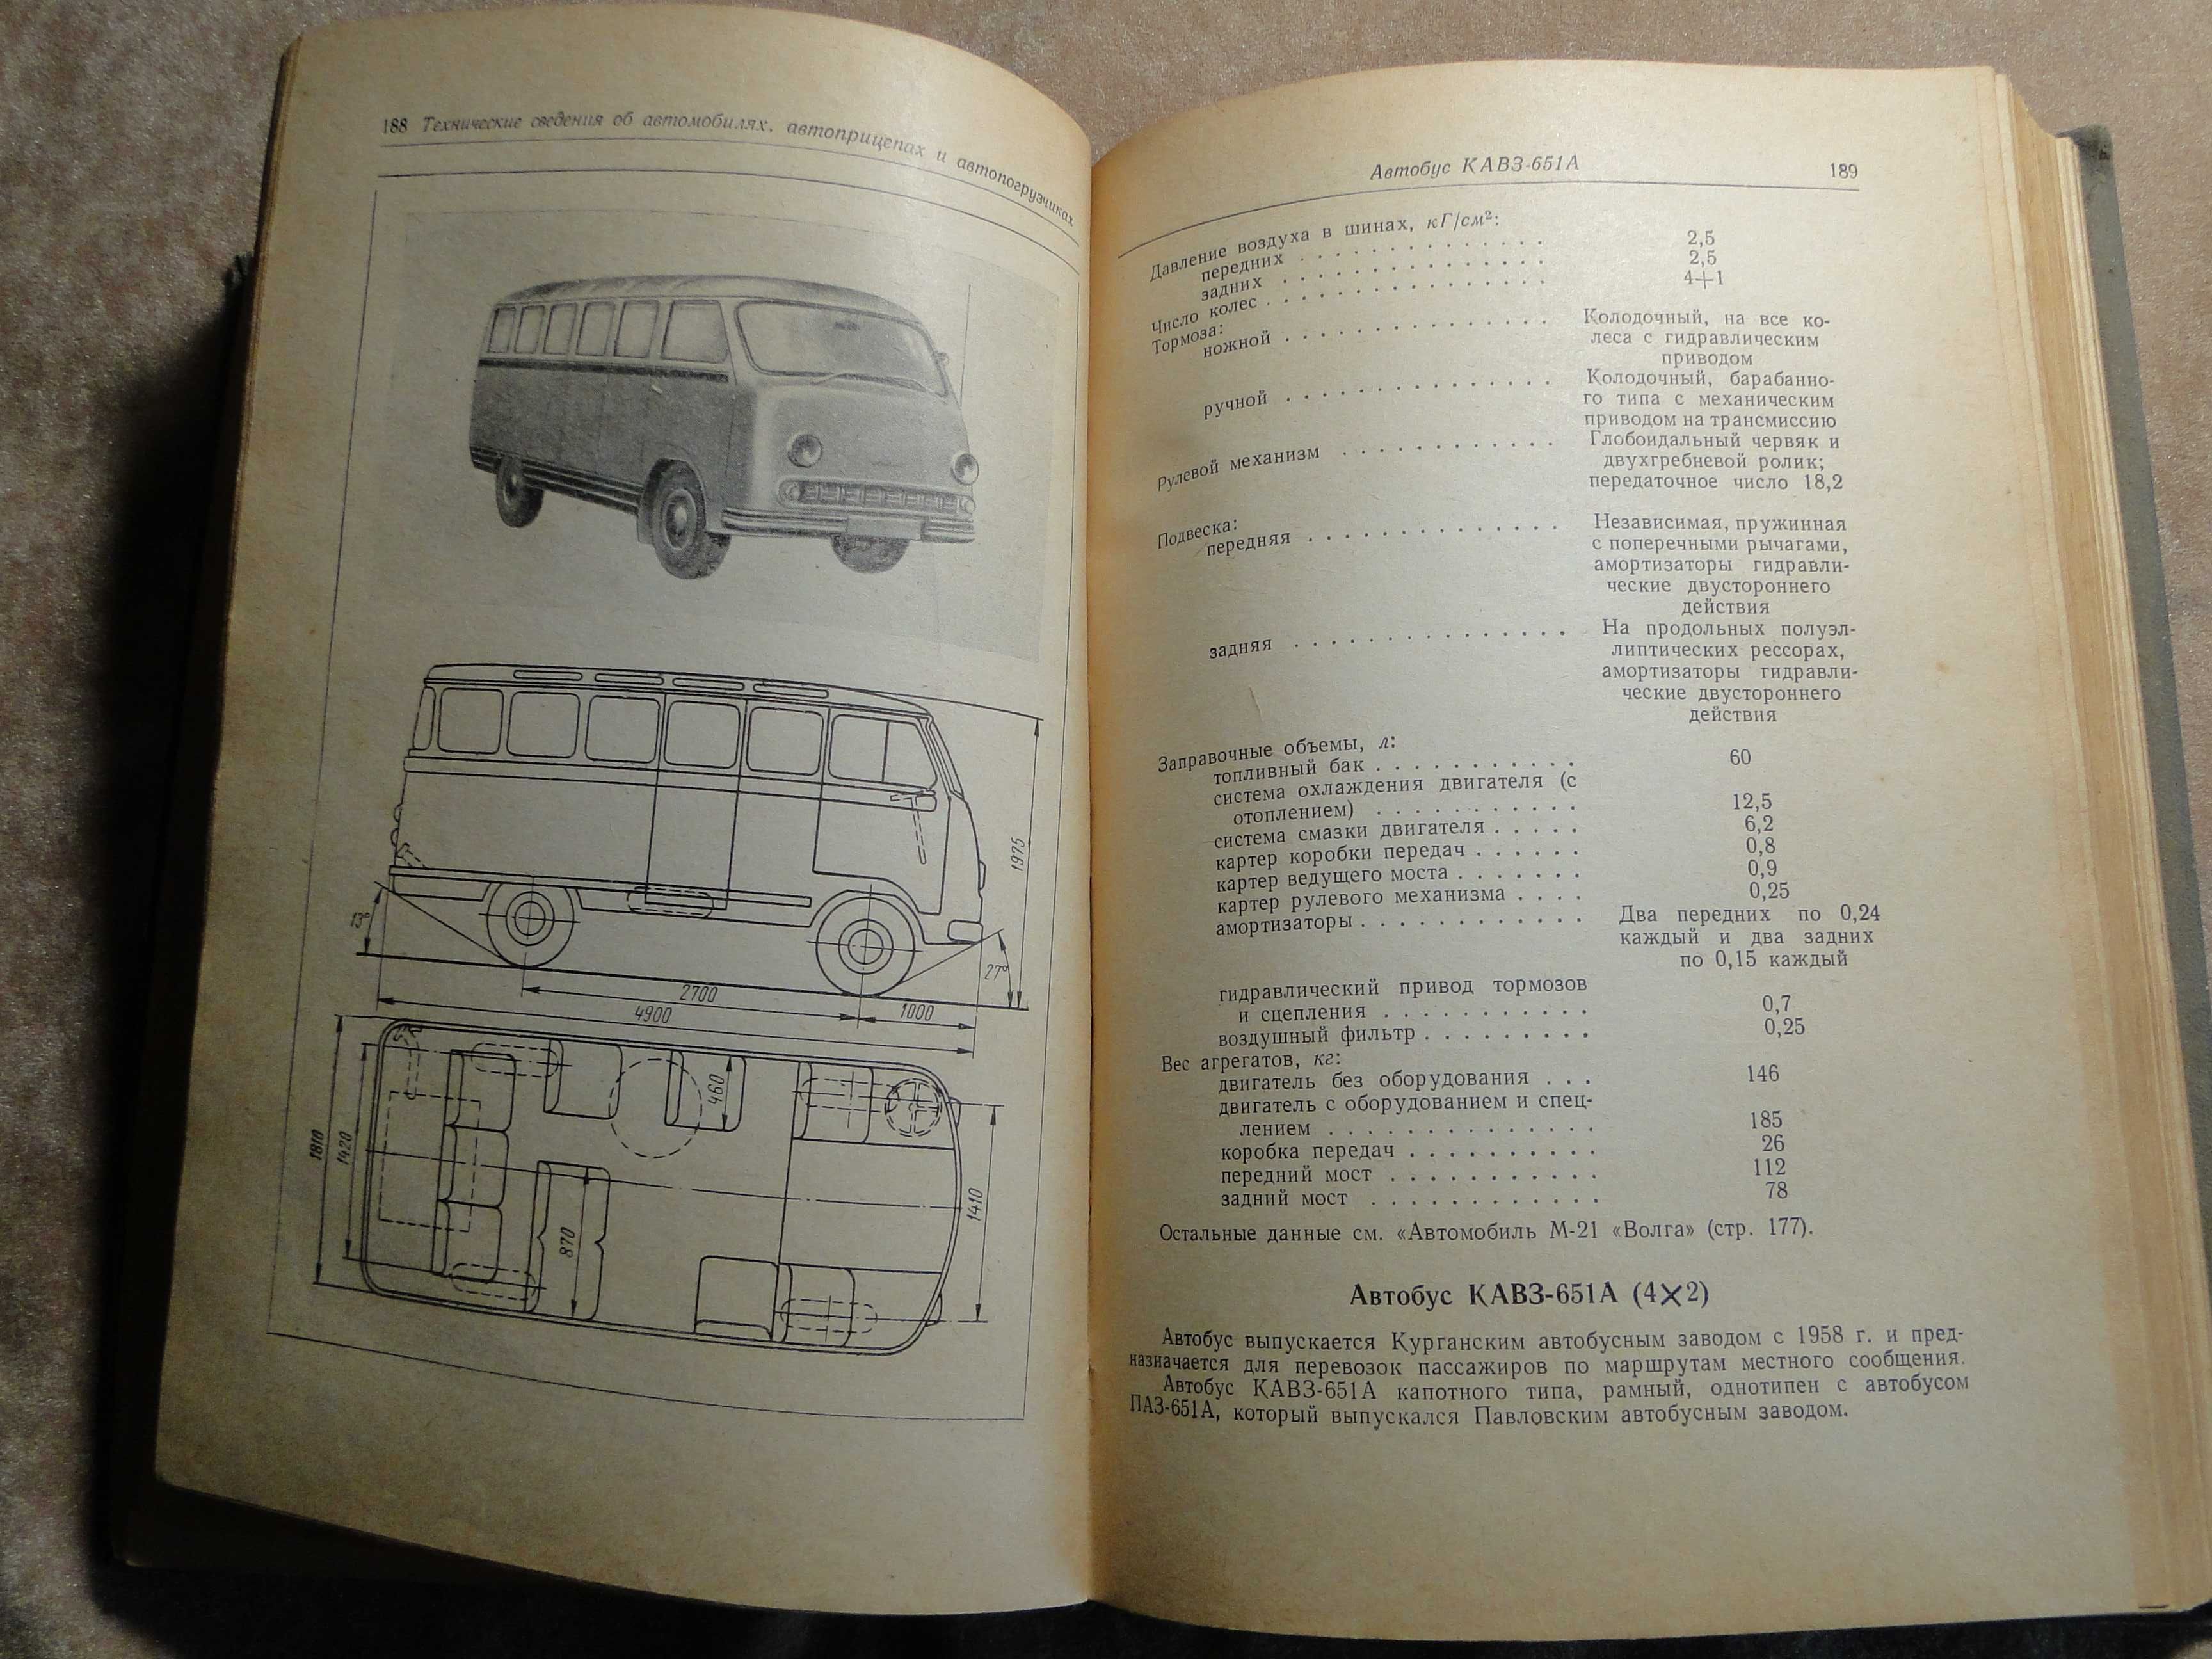 188 Технические сведения об автомобилях, автоприцепах и автопогрузчиках
13°
27°
1975
2700
4900
1000
1810
1420
460
870
1410
Автобус КАВЗ-651А 189
Давление воздуха в шинах, кГ/см²:
передних . . . . . . . . . . . . 2,5
задних . . . . . . . . . . . . . 2,5
Число колес . . . . . . . . . . . . . 4+1
Тормоза:
ножной . . . . . . . . . . . . . Колодочный, на все ко-
леса с гидравлическим
приводом
ручной . . . . . . . . . . . . . Колодочный, барабанно-
го типа с механическим
приводом на трансмиссию
Рулевой механизм . . . . . . . . . . Глобоидальный червяк и
двухгребневой ролик;
передаточное число 18,2
Подвеска:
передняя . . . . . . . . . . . . Независимая, пружинная
с поперечными рычагами,
амортизаторы гидравли-
ческие двустороннего
действия
задняя . . . . . . . . . . . . . На продольных полуэл-
липтических рессорах,
амортизаторы гидравли-
ческие двустороннего
действия
Заправочные объемы, л:
топливный бак . . . . . . . . . . 60
система охлаждения двигателя (с
отоплением) . . . . . . . . . . 12,5
система смазки двигателя . . . . . 6,2
картер коробки передач . . . . . . 0,8
картер ведущего моста . . . . . . . 0,9
картер рулевого механизма . . . . 0,25
амортизаторы . . . . . . . . . . . Два передних по 0,24
каждый и два задних
по 0,15 каждый
гидравлический привод тормозов
и сцепления . . . . . . . . . . 0,7
воздушный фильтр . . . . . . . . . 0,25
Вес агрегатов, кг:
двигатель без оборудования . . . 146
двигатель с оборудованием и сцеп-
лением . . . . . . . . . . . . . 185
коробка передач . . . . . . . . . 26
передний мост . . . . . . . . . . 112
задний мост . . . . . . . . . . . 78
Остальные данные см. «Автомобиль М-21 «Волга» (стр. 177).
Автобус КАВЗ-651А (4×2)
Автобус выпускается Курганским автобусным заводом с 1958 г. и пред-
назначается для перевозок пассажиров по маршрутам местного сообщения.
Автобус КАВЗ-651А капотного типа, рамный, однотипен с автобусом
ПАЗ-651А, который выпускался Павловским автобусным заводом.